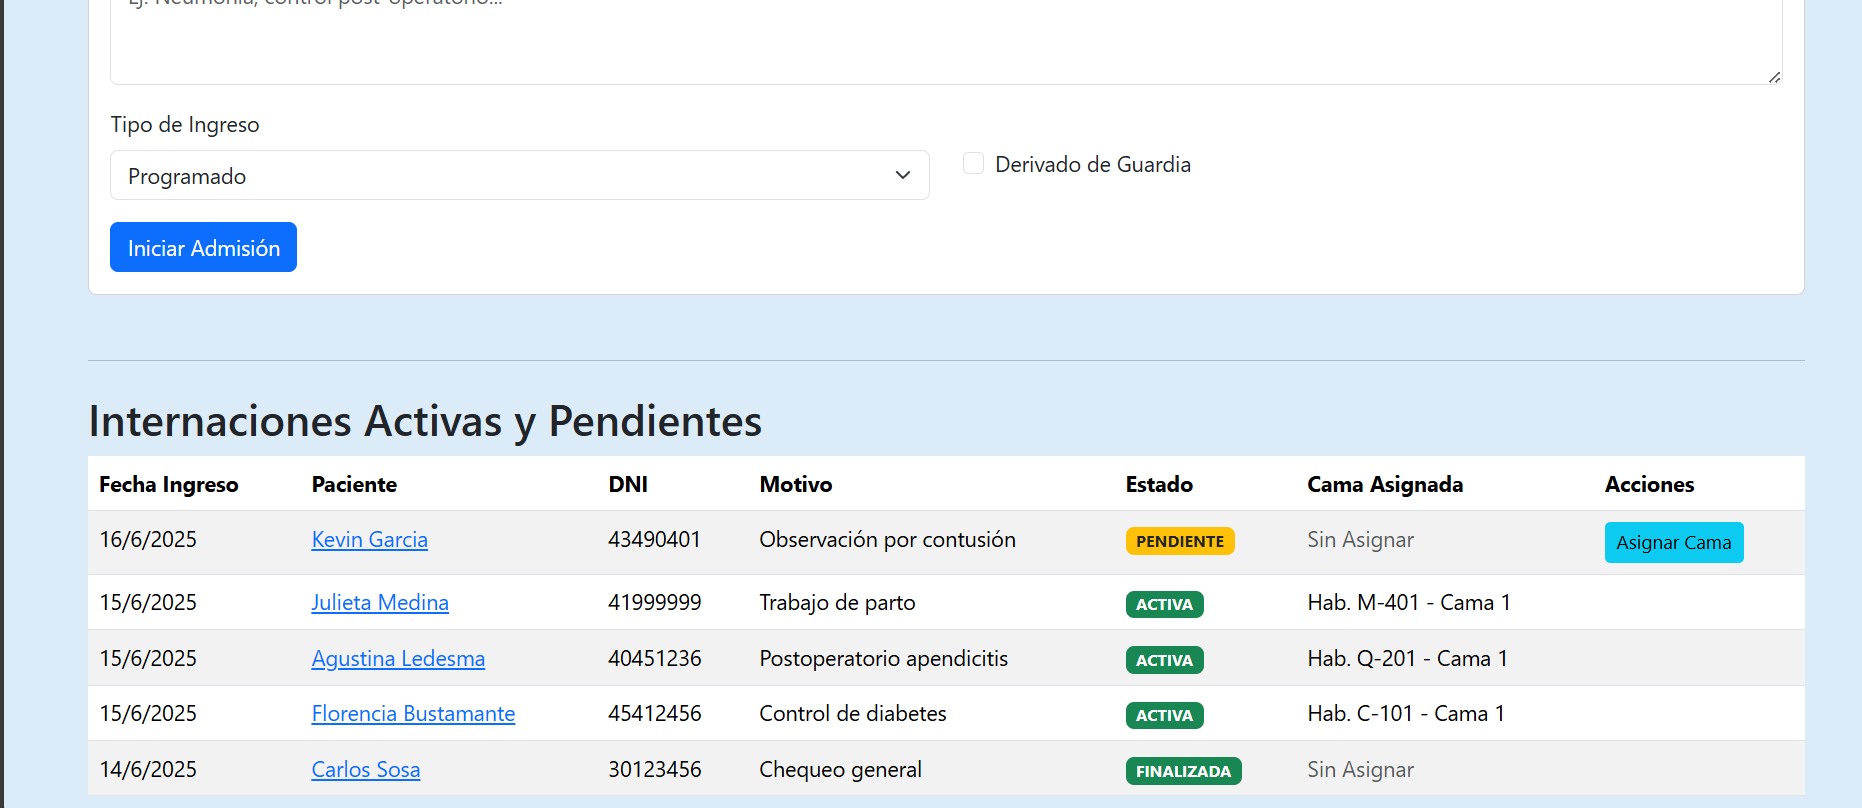 Ej: Neumonía, control post-operatorio...
Tipo de Ingreso
Programado
Derivado de Guardia
Iniciar Admisión
Internaciones Activas y Pendientes
Fecha Ingreso Paciente DNI Motivo Estado Cama Asignada Acciones
16/6/2025 Kevin Garcia 43490401 Observación por contusión PENDIENTE Sin Asignar Asignar Cama
15/6/2025 Julieta Medina 41999999 Trabajo de parto ACTIVA Hab. M-401 - Cama 1
15/6/2025 Agustina Ledesma 40451236 Postoperatorio apendicitis ACTIVA Hab. Q-201 - Cama 1
15/6/2025 Florencia Bustamante 45412456 Control de diabetes ACTIVA Hab. C-101 - Cama 1
14/6/2025 Carlos Sosa 30123456 Chequeo general FINALIZADA Sin Asignar